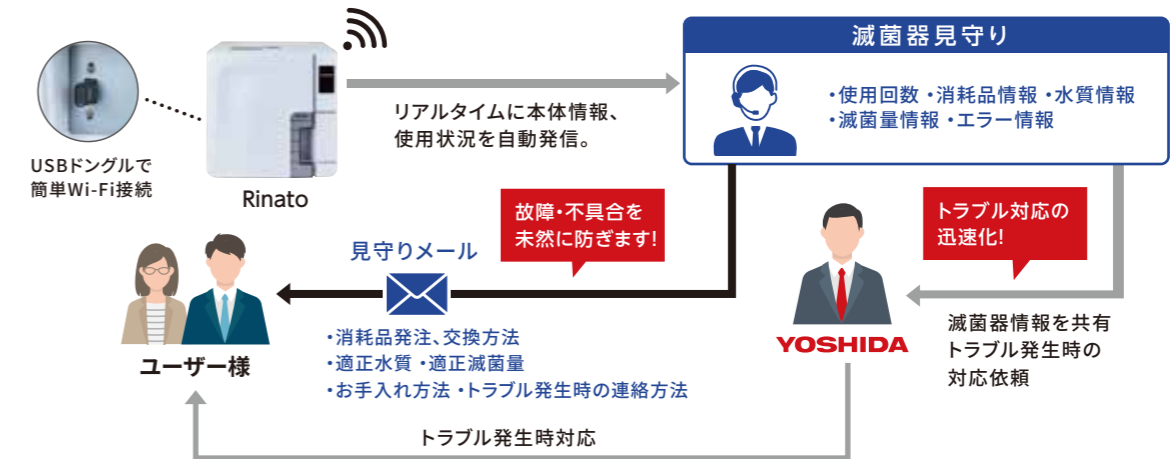 滅菌器見守り
・使用回数 ・消耗品情報 ・水質情報
・滅菌量情報 ・エラー情報
リアルタイムに本体情報、
使用状況を自動発信。
USBドングルで
簡単Wi-Fi接続
Rinato
故障・不具合を
未然に防ぎます!
トラブル対応の
迅速化!
見守りメール
・消耗品発注、交換方法
・適正水質 ・適正滅菌量
・お手入れ方法 ・トラブル発生時の連絡方法
ユーザー様
YOSHIDA
滅菌器情報を共有
トラブル発生時の
対応依頼
トラブル発生時対応